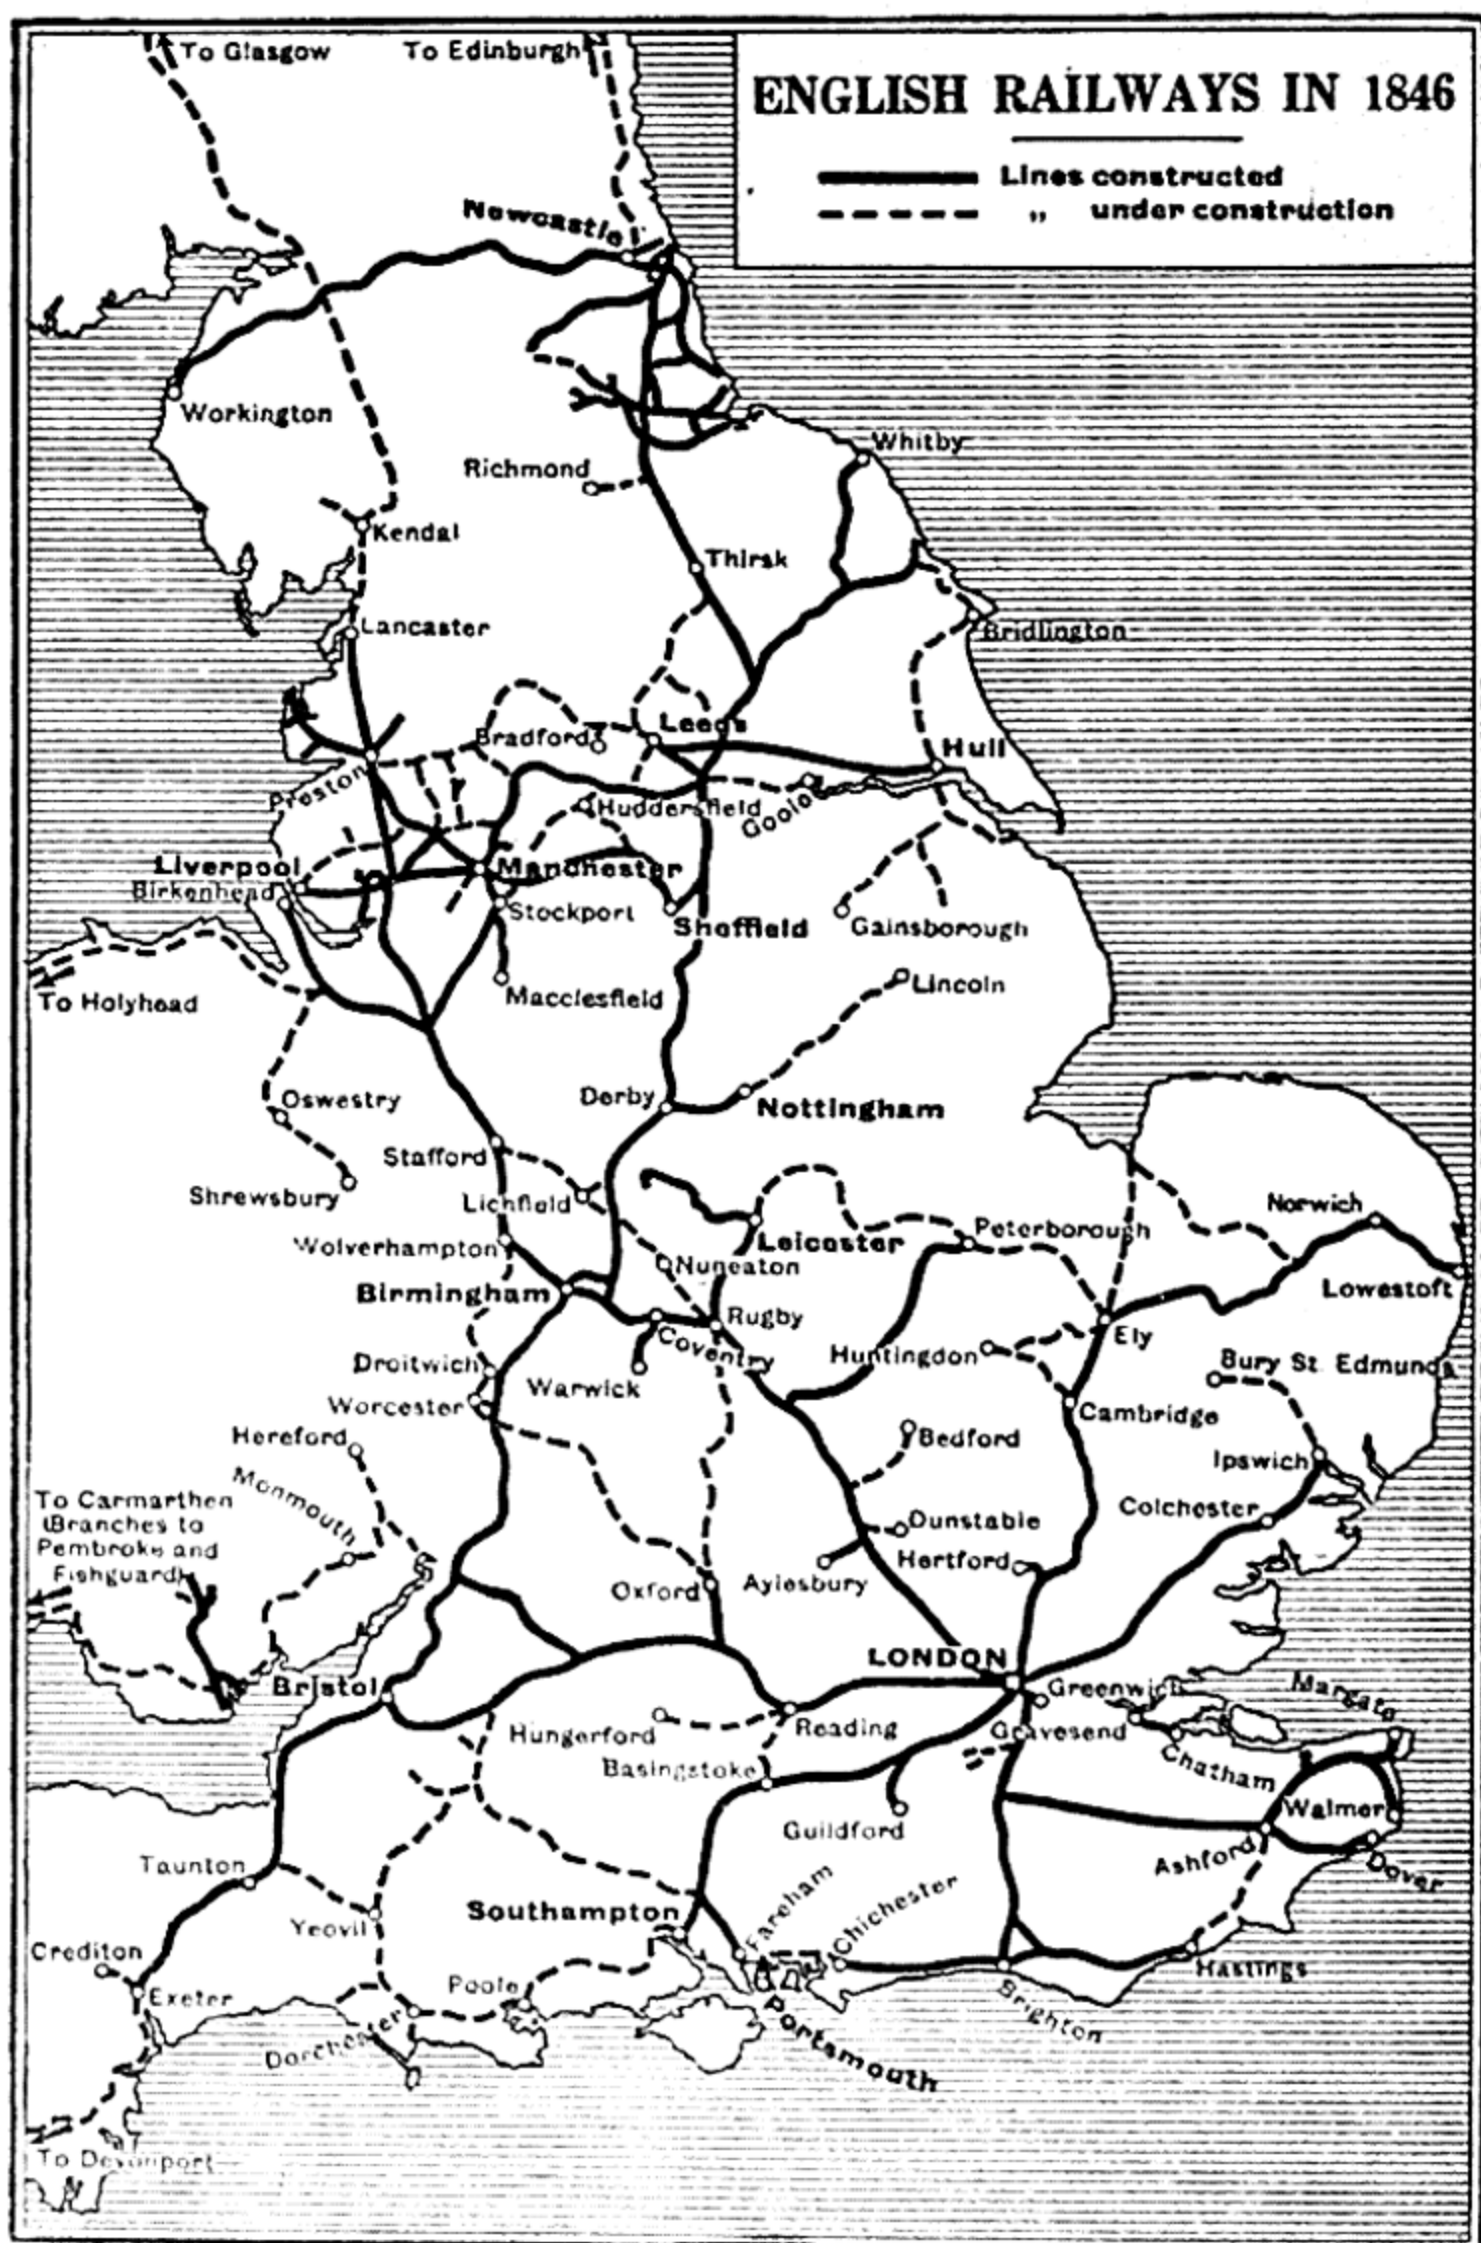 To Glasgow
To Edinburgh
ENGLISH RAILWAYS IN 1846
Lines constructed
„ under construction
Newcastle
Workington
Whitby
Richmond
Kendal
Thirsk
Lancaster
Bridlington
Leeds
Bradford
Hull
Preston
Huddersfield
Goole
Liverpool
Manchester
Birkenhead
Stockport
Sheffield
Gainsborough
Lincoln
Macclesfield
To Holyhead
Oswestry
Derby
Nottingham
Stafford
Shrewsbury
Lichfield
Norwich
Peterborough
Leicester
Wolverhampton
Nuneaton
Birmingham
Lowestoft
Rugby
Ely
Coventry
Huntingdon
Droitwich
Bury St. Edmunds
Warwick
Worcester
Cambridge
Hereford
Bedford
Ipswich
Monmouth
To Carmarthen
(Branches to
Pembroke and
Fishguard)
Colchester
Dunstable
Hertford
Aylesbury
Oxford
LONDON
Bristol
Greenwich
Margate
Hungerford
Reading
Gravesend
Basingstoke
Chatham
Walmer
Guildford
Ashford
Dover
Taunton
Fareham
Chichester
Southampton
Yeovil
Crediton
Hastings
Exeter
Poole
Brighton
Dorchester
Portsmouth
To Devonport